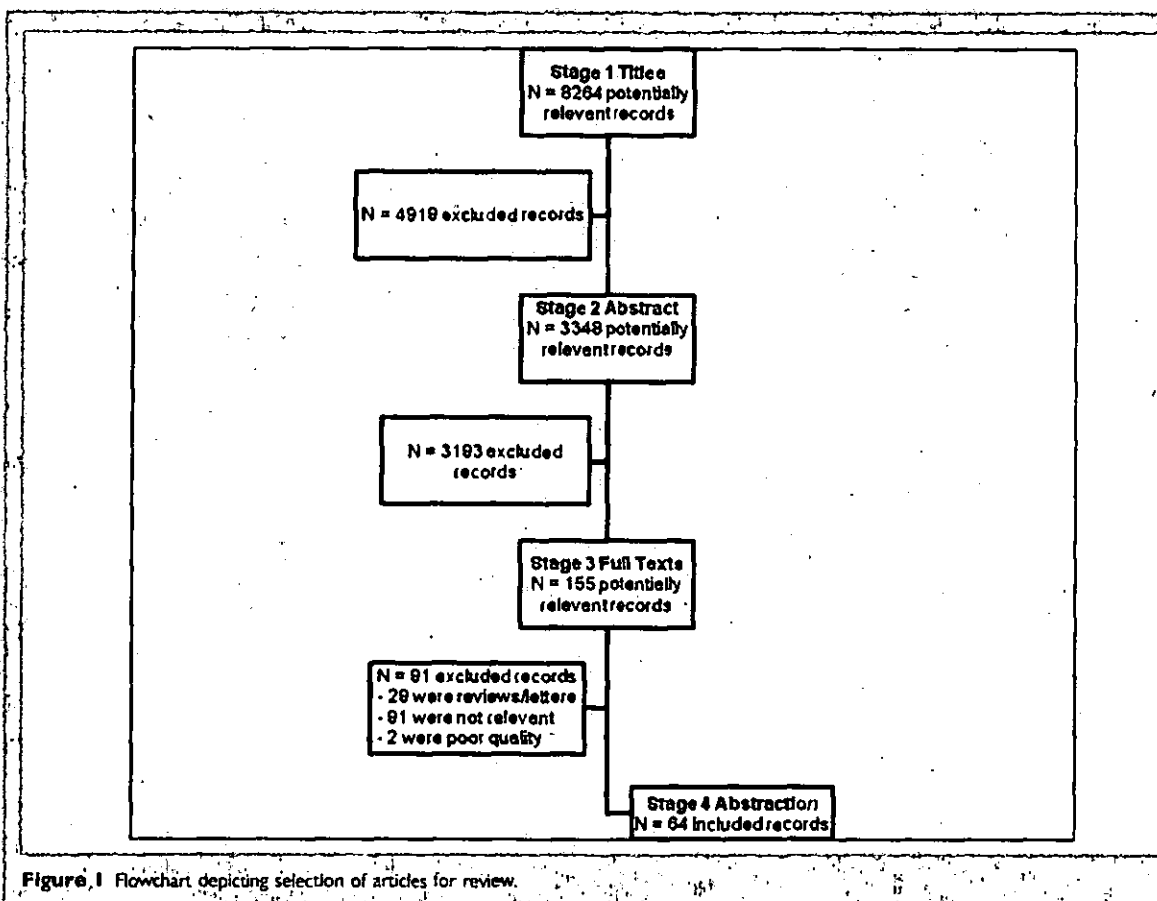 Stage 1 Titles
N = 8264 potentially
relevent records
N = 4919 excluded records
Stage 2 Abstract
N = 3348 potentially
relevent records
N = 3193 excluded
records
Stage 3 Full Texts
N = 155 potentially
relevent records
N = 91 excluded records
- 29 were reviews/letters
- 91 were not relevent
- 2 were poor quality
Stage 4 Abstraction
N = 64 included records
Figure 1 Flowchart depicting selection of articles for review.